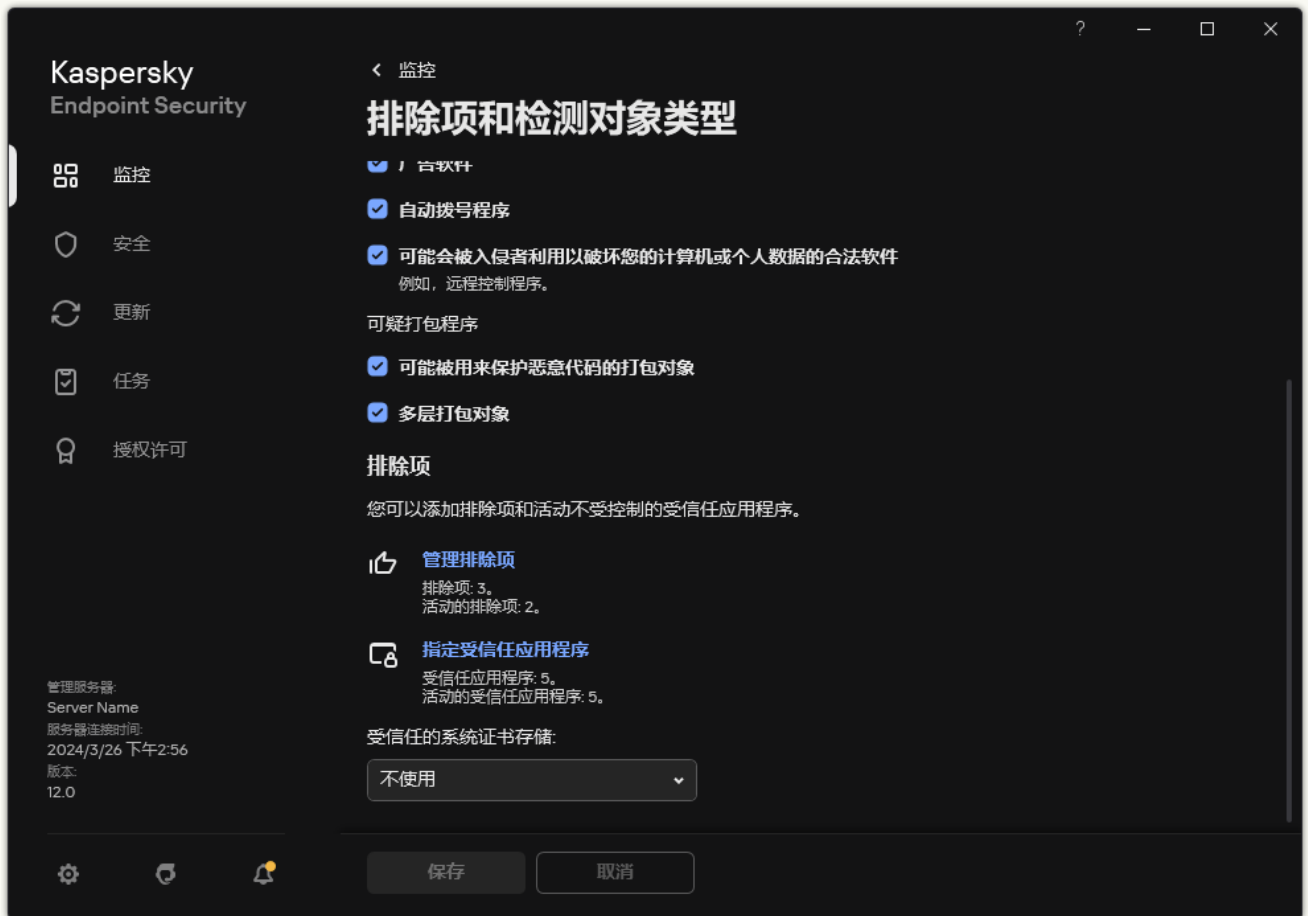 ?
Kaspersky
Endpoint Security
监控
安全
更新
任务
授权许可
管理服务器:
Server Name
服务器连接时间:
2024/3/26 下午2:56
版本:
12.0
监控
排除项和检测对象类型
广告软件
自动拨号程序
可能会被入侵者利用以破坏您的计算机或个人数据的合法软件
例如，远程控制程序。
可疑打包程序
可能被用来保护恶意代码的打包对象
多层打包对象
排除项
您可以添加排除项和活动不受控制的受信任应用程序。
管理排除项
排除项: 3。
活动的排除项: 2。
指定受信任应用程序
受信任应用程序: 5。
活动的受信任应用程序: 5。
受信任的系统证书存储:
不使用
保存
取消